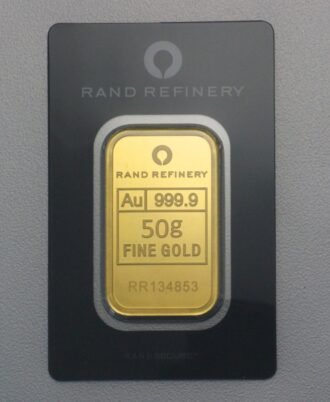 RAND REFINERY
RAND REFINERY
Au 999.9
50g
FINE GOLD
RR134853